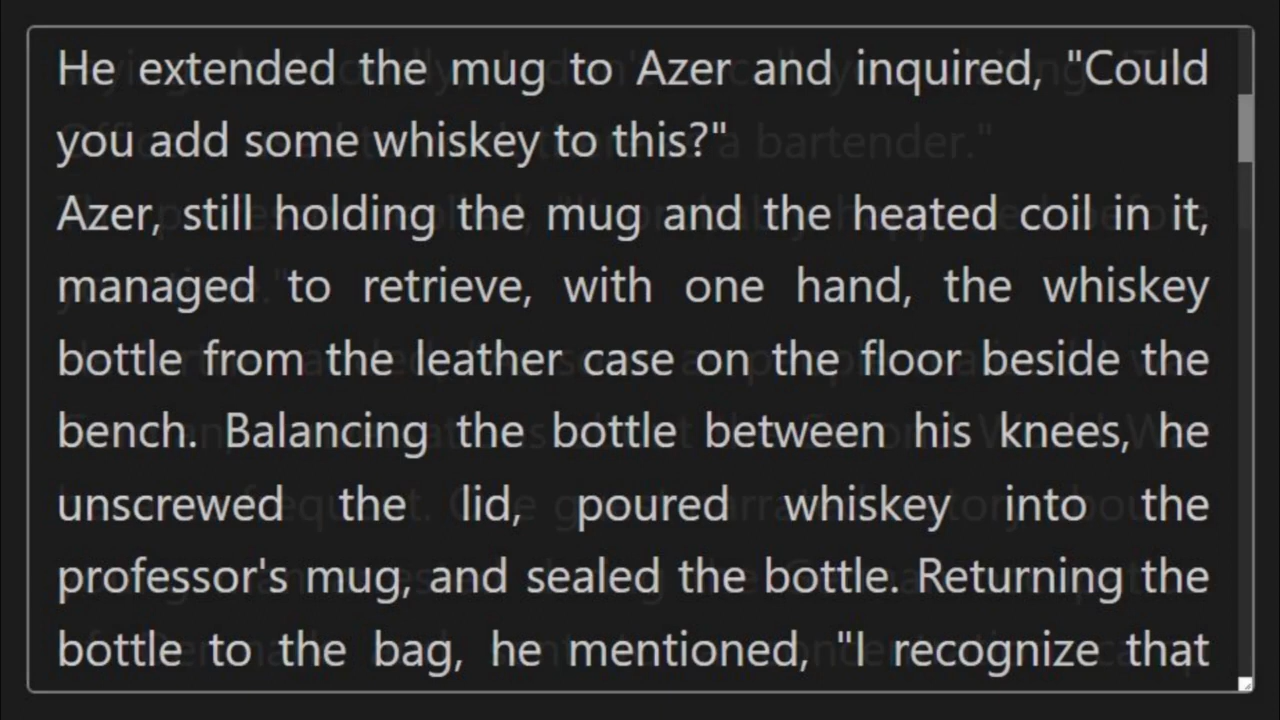 He extended the mug to Azer and inquired, "Could
you add some whiskey to this?"
Azer, still holding the mug and the heated coil in it,
managed to retrieve, with one hand, the whiskey
bottle from the leather case on the floor beside the
bench. Balancing the bottle between his knees, he
unscrewed the lid, poured whiskey into the
professor's mug, and sealed the bottle. Returning the
bottle to the bag, he mentioned, "I recognize that